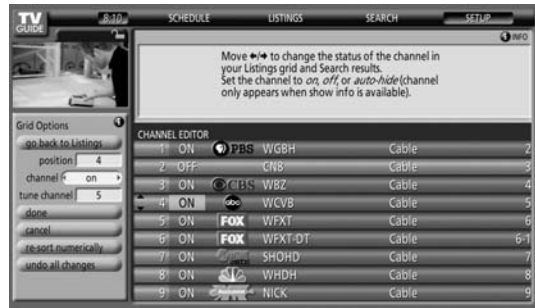 TV GUIDE 8:10 SCHEDULE LISTINGS SEARCH SETUP
INFO
Move ←/→ to change the status of the channel in
your Listings grid and Search results.
Set the channel to on, off, or auto-hide (channel
only appears when show info is available).
Grid Options
go back to Listings
position 4
channel on
tune channel 5
done
cancel
re-sort numerically
undo all changes
CHANNEL EDITOR
1 ON PBS WGBH Cable 2
2 OFF CNB Cable 3
3 ON CBS WBZ Cable 4
4 ON abc WCVB Cable 5
5 ON FOX WFXT Cable 6
6 ON FOX WFXT-DT Cable 6-1
7 ON SHOHD Cable 7
8 ON WHDH Cable 8
9 ON NICK Cable 9